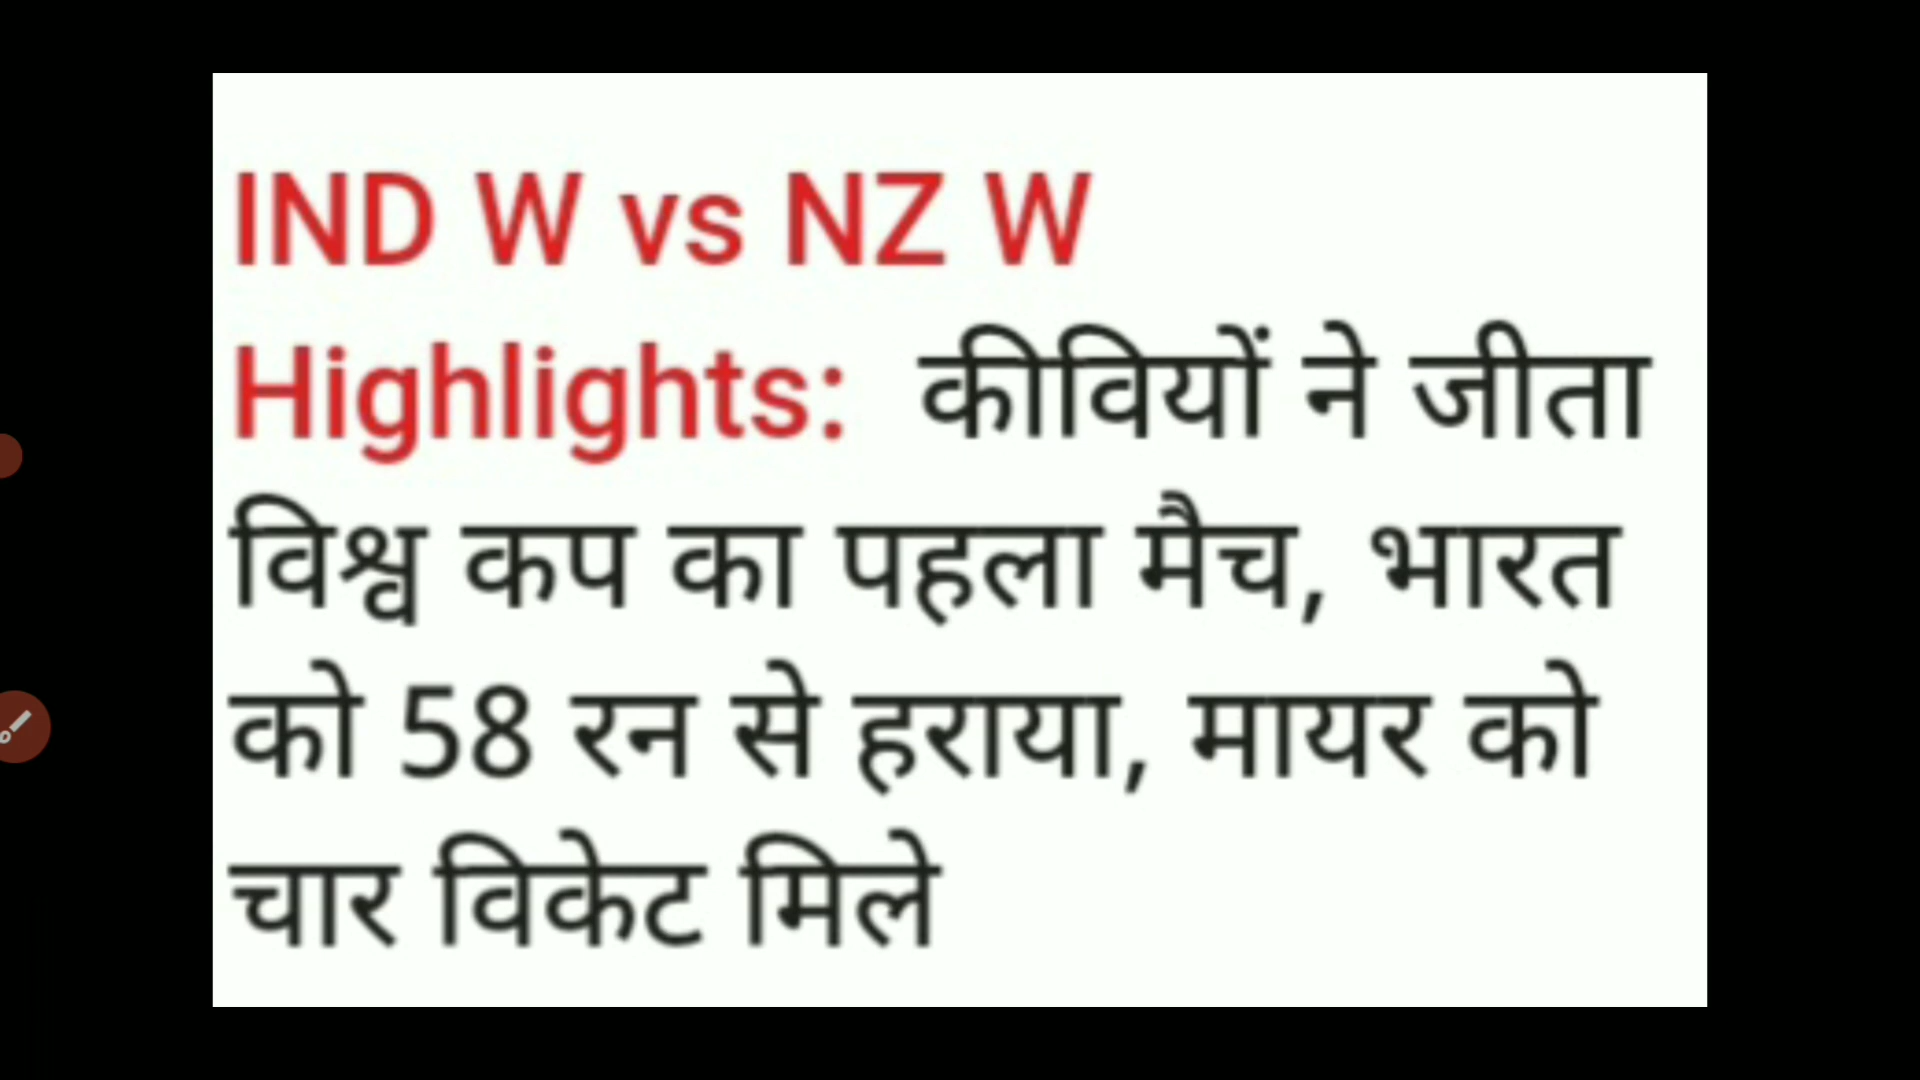 IND W vs NZ W
Highlights: कीवियों ने जीता
विश्व कप का पहला मैच, भारत
को 58 रन से हराया, मायर को
चार विकेट मिले